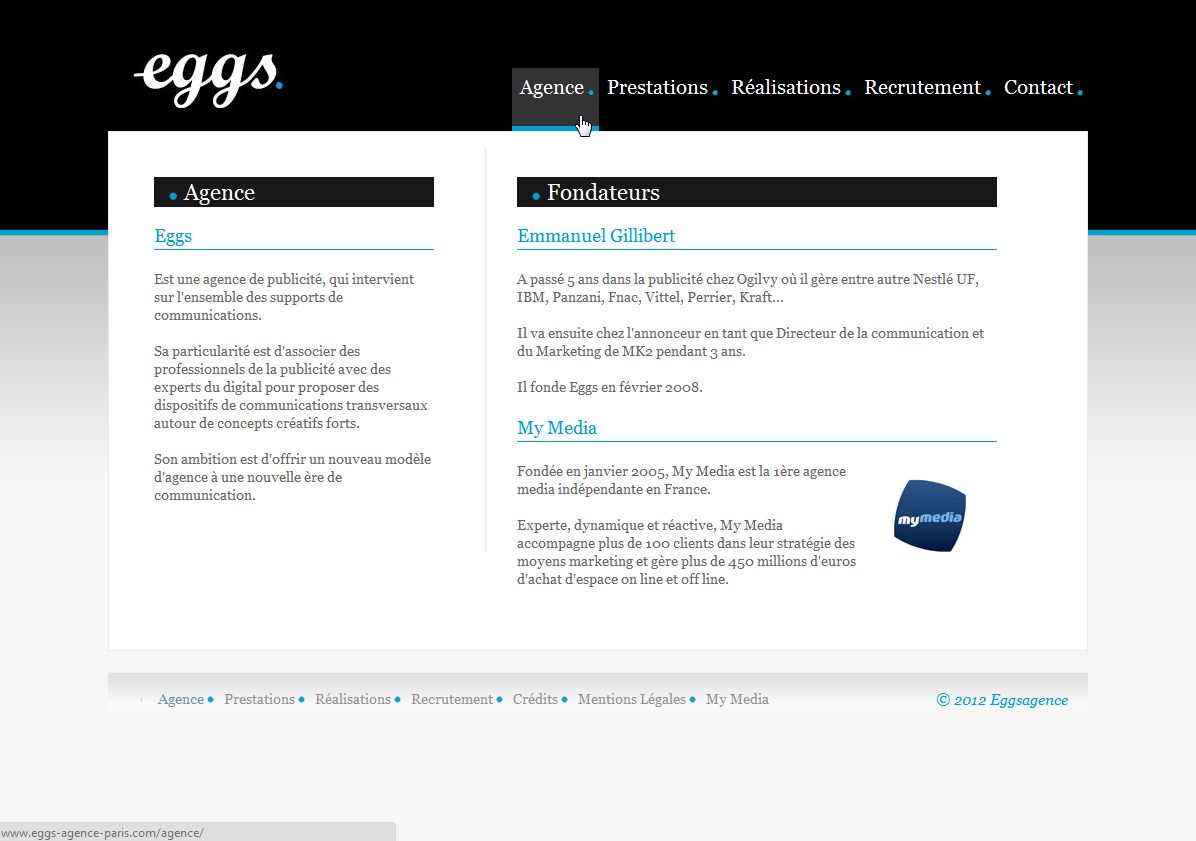 eggs.
Agence Prestations Réalisations Recrutement Contact
Agence
Eggs
Est une agence de publicité, qui intervient
sur l'ensemble des supports de
communications.
Sa particularité est d'associer des
professionnels de la publicité avec des
experts du digital pour proposer des
dispositifs de communications transversaux
autour de concepts créatifs forts.
Son ambition est d'offrir un nouveau modèle
d'agence à une nouvelle ère de
communication.
Fondateurs
Emmanuel Gillibert
A passé 5 ans dans la publicité chez Ogilvy où il gère entre autre Nestlé UF,
IBM, Panzani, Fnac, Vittel, Perrier, Kraft...
Il va ensuite chez l'annonceur en tant que Directeur de la communication et
du Marketing de MK2 pendant 3 ans.
Il fonde Eggs en février 2008.
My Media
Fondée en janvier 2005, My Media est la 1ère agence
media indépendante en France.
Experte, dynamique et réactive, My Media
accompagne plus de 100 clients dans leur stratégie des
moyens marketing et gère plus de 450 millions d'euros
d'achat d'espace on line et off line.
mymedia
Agence Prestations Réalisations Recrutement Crédits Mentions Légales My Media
© 2012 Eggsagence
www.eggs-agence-paris.com/agence/